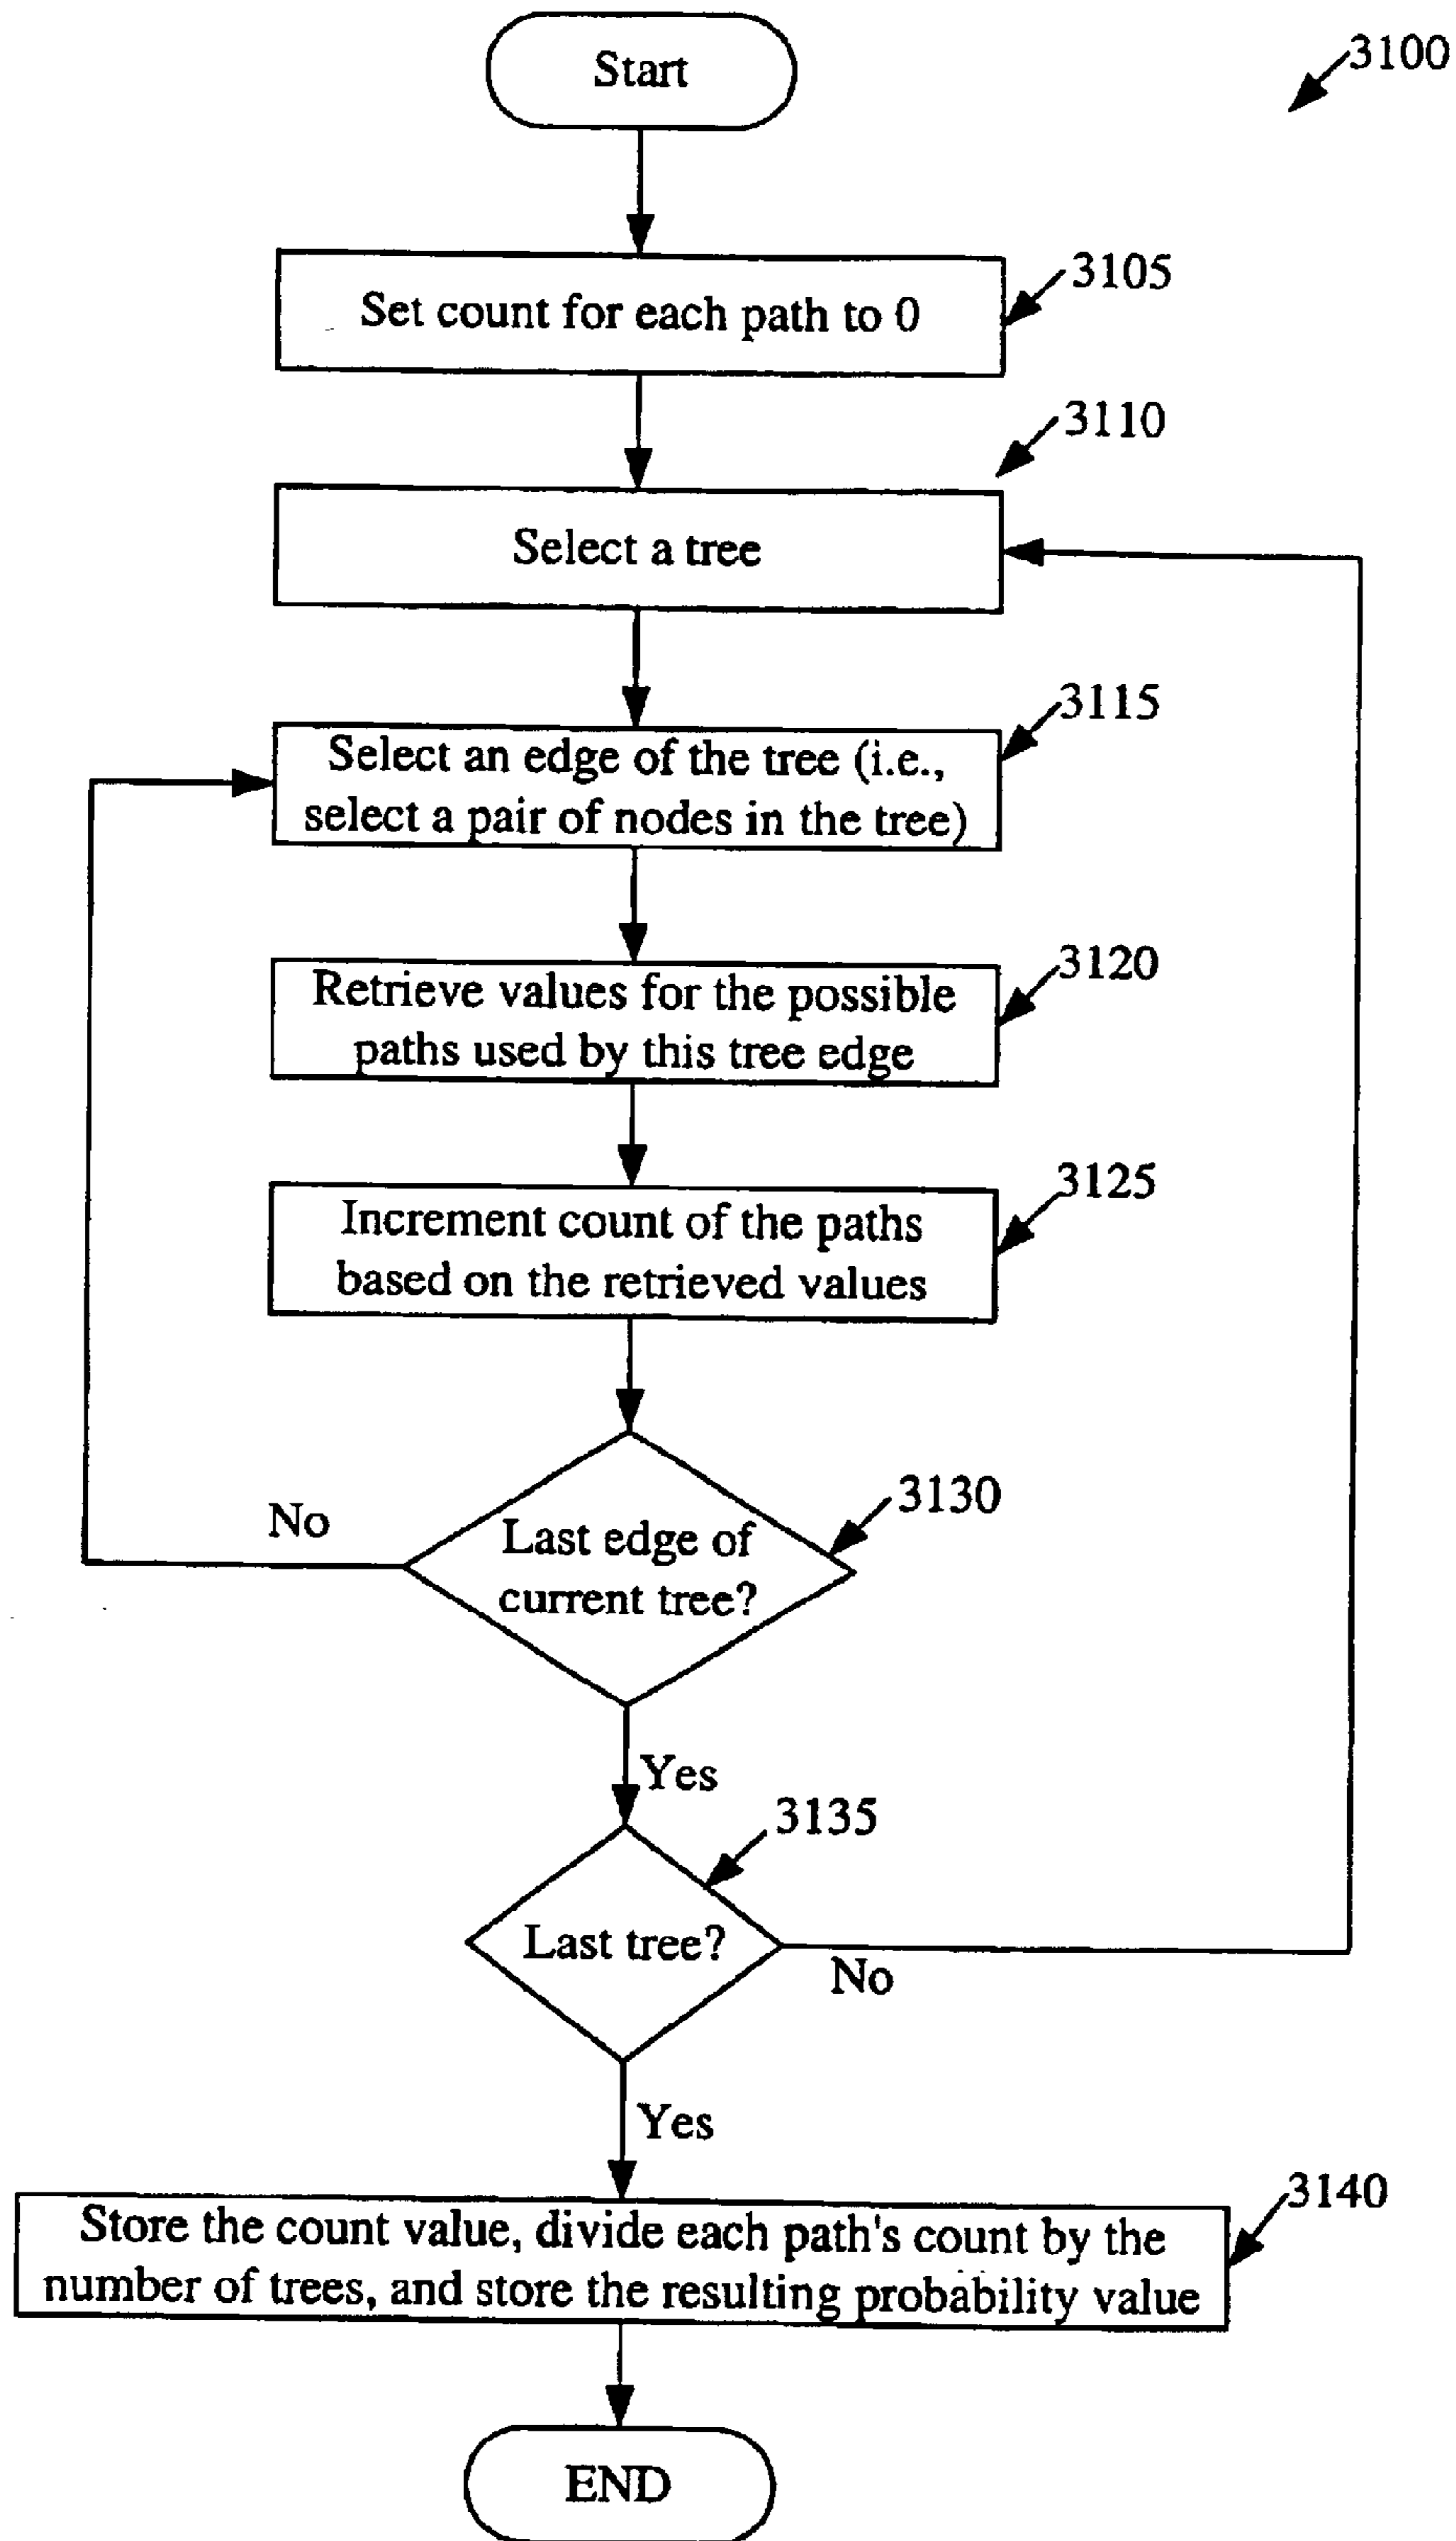 Start
3100
3105
Set count for each path to 0
3110
Select a tree
3115
Select an edge of the tree (i.e.,
select a pair of nodes in the tree)
3120
Retrieve values for the possible
paths used by this tree edge
3125
Increment count of the paths
based on the retrieved values
3130
No
Last edge of
current tree?
Yes
3135
Last tree?
No
Yes
3140
Store the count value, divide each path's count by the
number of trees, and store the resulting probability value
END